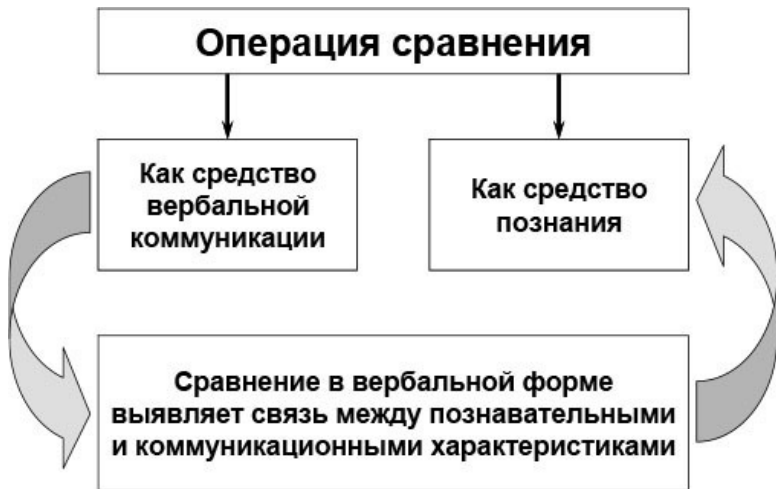 Операция сравнения
Как средство
вербальной
коммуникации
Как средство
познания
Сравнение в вербальной форме
выявляет связь между познавательными
и коммуникационными характеристиками